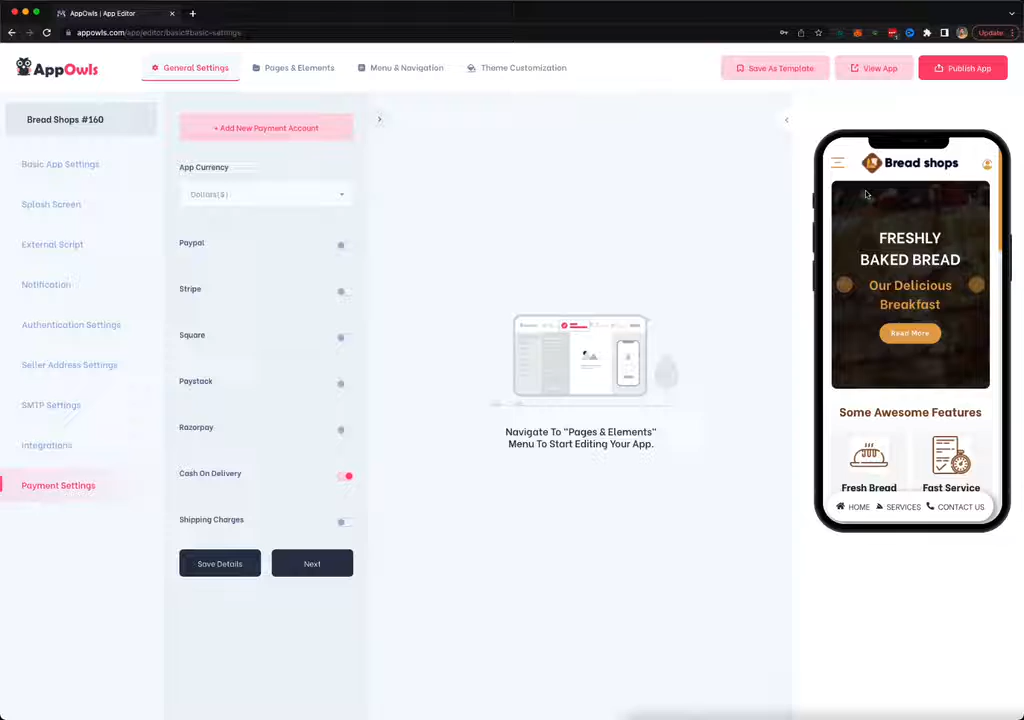 AppOwls | App Editor
appowls.com/app/editor/basic#basic-settings
Update
AppOwls
General Settings
Pages & Elements
Menu & Navigation
Theme Customization
Save As Template
View App
Publish App
Bread Shops #160
Basic App Settings
Splash Screen
External Script
Notification
Authentication Settings
Seller Address Settings
SMTP Settings
Integrations
Payment Settings
+ Add New Payment Account
App Currency
Dollars($)
Paypal
Stripe
Square
Paystack
Razorpay
Cash On Delivery
Shipping Charges
Save Details
Next
Navigate To "Pages & Elements"
Menu To Start Editing Your App.
Bread shops
FRESHLY
BAKED BREAD
Our Delicious
Breakfast
Read More
Some Awesome Features
Fresh Bread
Fast Service
HOME
SERVICES
CONTACT US